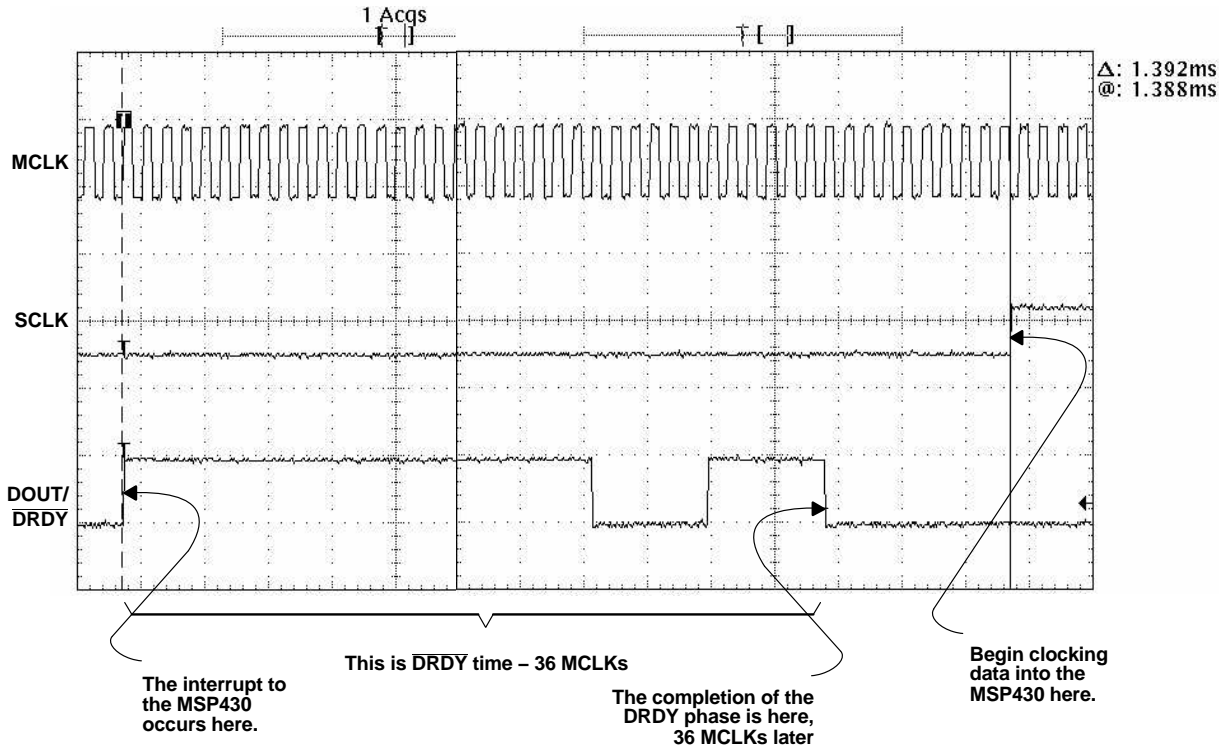 1 Acqs
Δ: 1.392ms
@: 1.388ms
MCLK
SCLK
DOUT/
DRDY
This is DRDY time – 36 MCLKs
The interrupt to
the MSP430
occurs here.
The completion of the
DRDY phase is here,
36 MCLKs later
Begin clocking
data into the
MSP430 here.